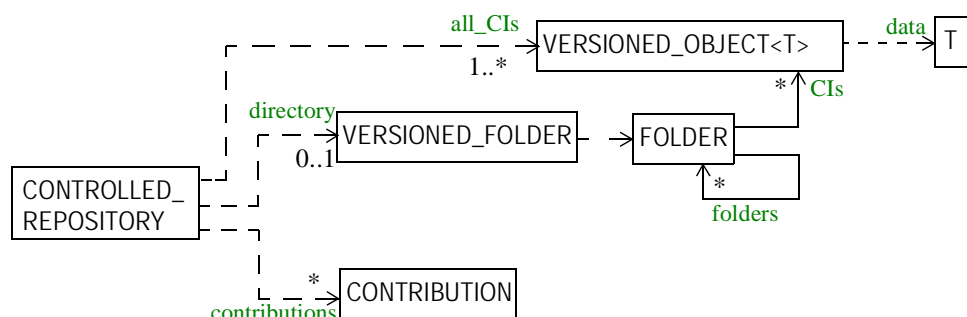 all_CIs
VERSIONED_OBJECT<T>
data
T
1..*
* CIs
directory
VERSIONED_FOLDER
FOLDER
0..1
CONTROLLED_
REPOSITORY
*
folders
*
CONTRIBUTION
contributions